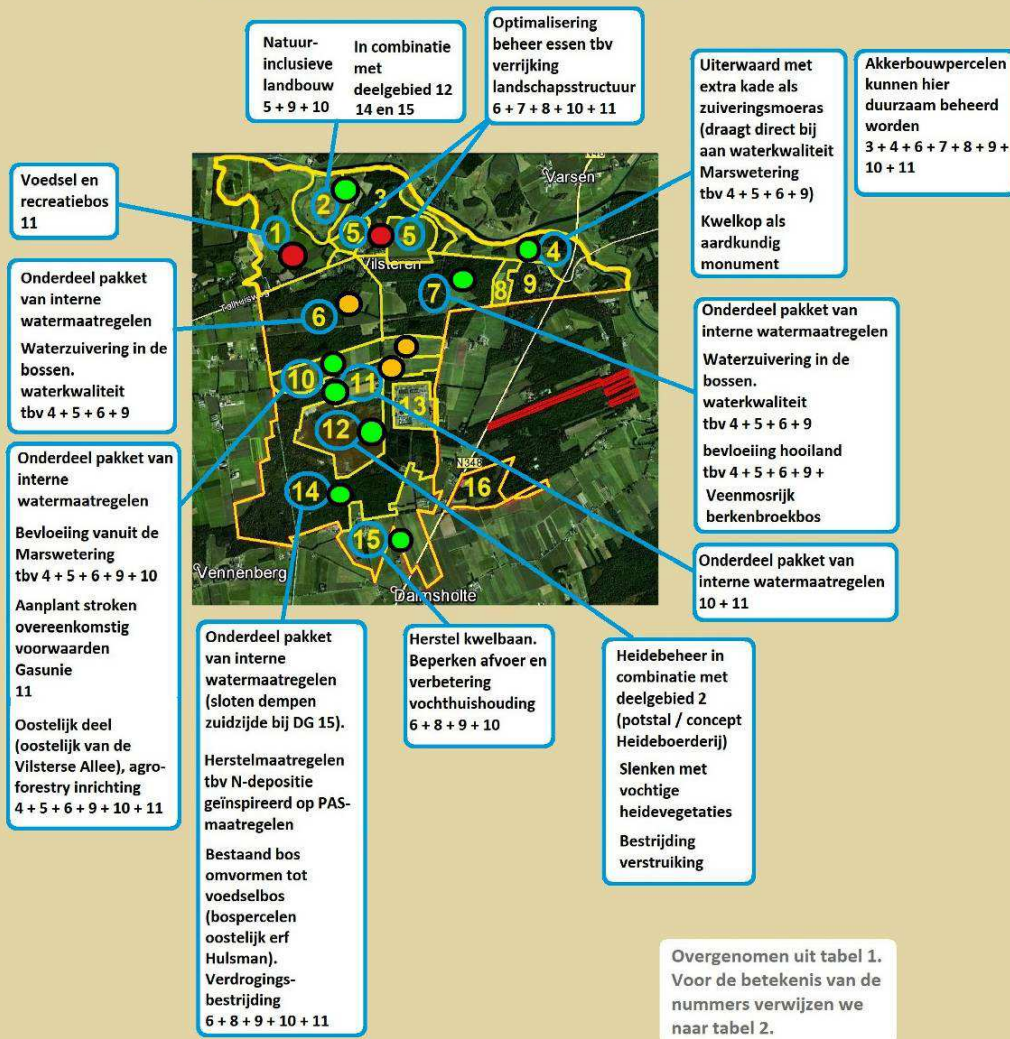 Natuur-
inclusieve
landbouw
5 + 9 + 10
In combinatie
met
deelgebied 12
14 en 15
Optimalisering
beheer essen tbv
verrijking
landschapsstructuur
6 + 7 + 8 + 10 + 11
Uiterwaard met
extra kade als
zuiveringsmoeras
(draagt direct bij
aan waterkwaliteit
Marswetering
tbv 4 + 5 + 6 + 9)
Kwelkop als
aardkundig
monument
Akkerbouwpercelen
kunnen hier
duurzaam beheerd
worden
3 + 4 + 6 + 7 + 8 + 9 +
10 + 11
Voedsel en
recreatiebos
11
Onderdeel pakket
van interne
watermaatregelen
Waterzuivering in de
bossen.
waterkwaliteit
tbv 4 + 5 + 6 + 9
Onderdeel pakket van
interne
watermaatregelen
Bevloeiing vanuit de
Marswetering
tbv 4 + 5 + 6 + 9 + 10
Aanplant stroken
overeenkomstig
voorwaarden
Gasunie
11
Oostelijk deel
(oostelijk van de
Vilsterse Allee), agro-
forestry inrichting
4 + 5 + 6 + 9 + 10 + 11
N48
Varsen
1
2
3
5
5
4
Vilsteren
6
7
8
9
10
11
12
13
14
15
16
N348
Vennenberg
Dalmsholte
Onderdeel pakket van
interne watermaatregelen
Waterzuivering in de
bossen.
waterkwaliteit
tbv 4 + 5 + 6 + 9
bevloeiing hooiland
tbv 4 + 5 + 6 + 9 +
Veenmosrijk
berkenbroekbos
Onderdeel pakket van
interne watermaatregelen
10 + 11
Onderdeel pakket
van interne
watermaatregelen
(sloten dempen
zuidzijde bij DG 15).
Herstelmaatregelen
tbv N-depositie
geïnspireerd op PAS-
maatregelen
Bestaand bos
omvormen tot
voedselbos
(bospercelen
oostelijk erf
Hulsman).
Verdrogings-
bestrijding
6 + 8 + 9 + 10 + 11
Herstel kwelbaan.
Beperken afvoer en
verbetering
vochthuishouding
6 + 8 + 9 + 10
Heidebeheer in
combinatie met
deelgebied 2
(potstal / concept
Heideboerderij)
Slenken met
vochtige
heidevegetaties
Bestrijding
verstruiking
Overgenomen uit tabel 1.
Voor de betekenis van de
nummers verwijzen we
naar tabel 2.